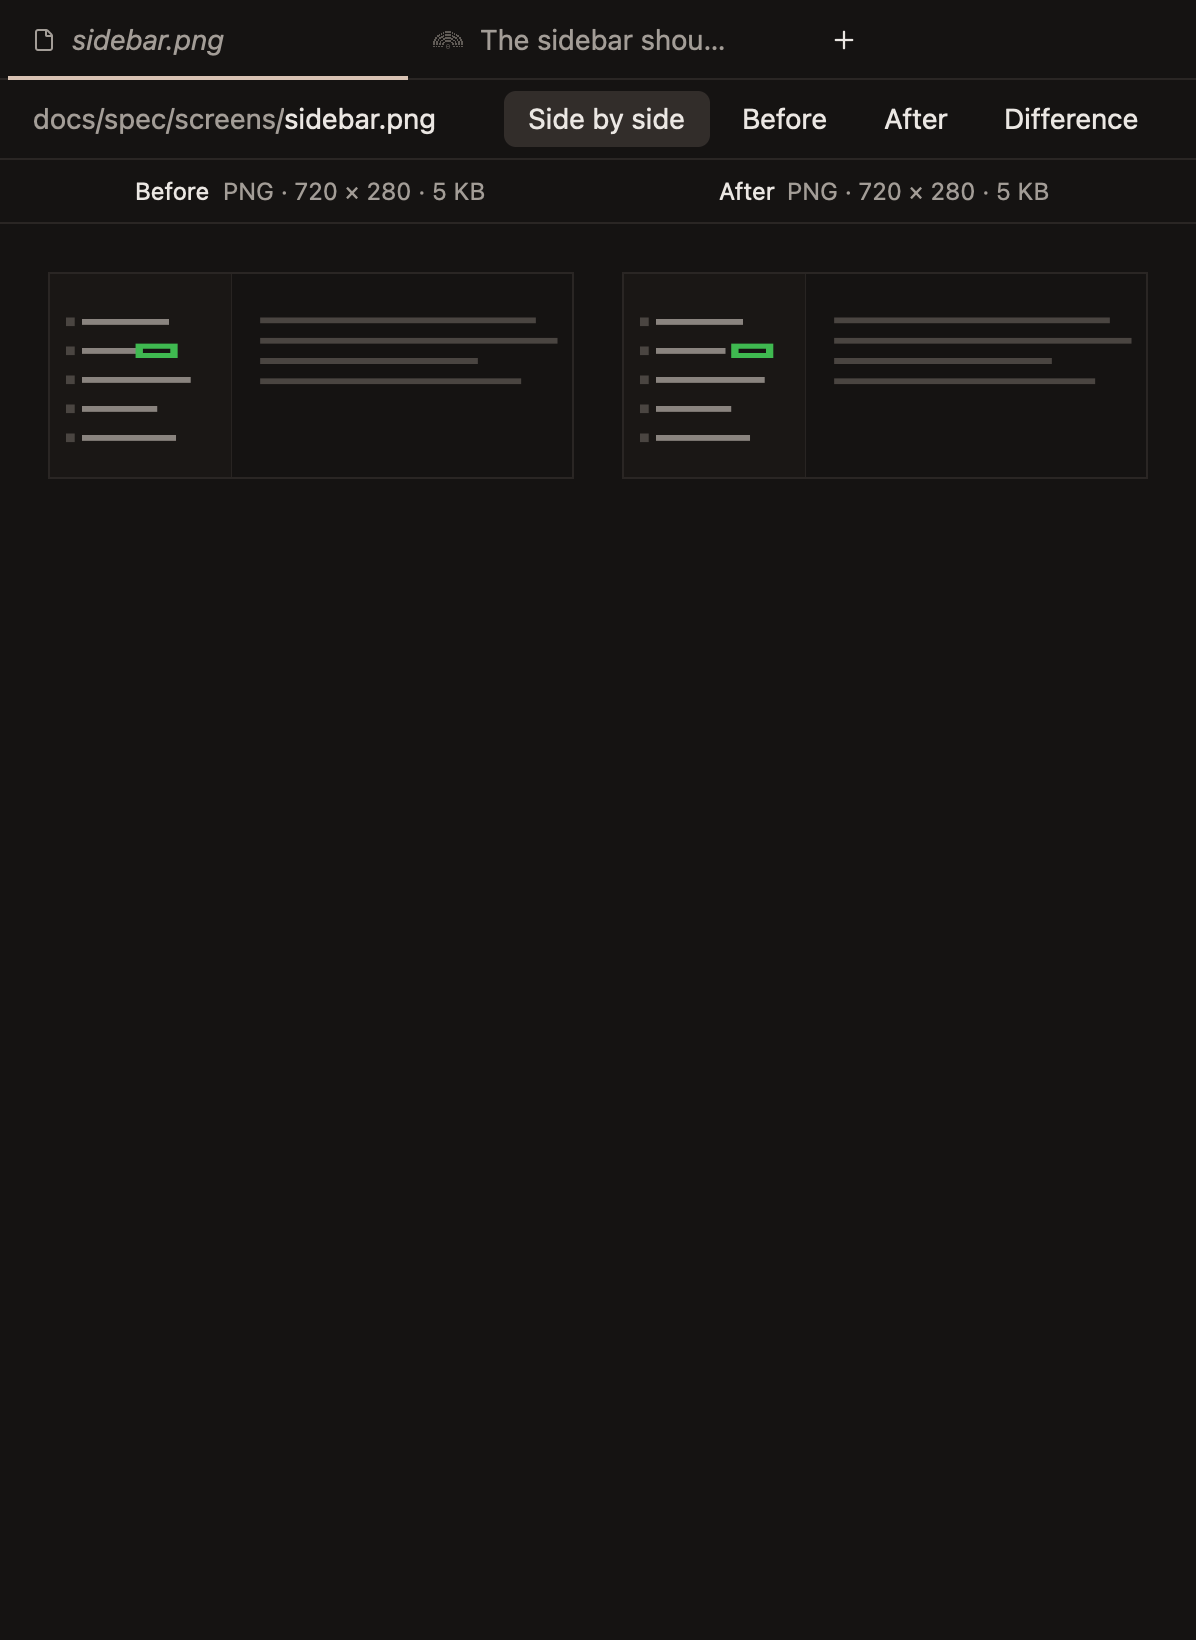 sidebar.png
The sidebar shou...
+
docs/spec/screens/sidebar.png
Side by side
Before
After
Difference
Before PNG · 720 × 280 · 5 KB
After PNG · 720 × 280 · 5 KB